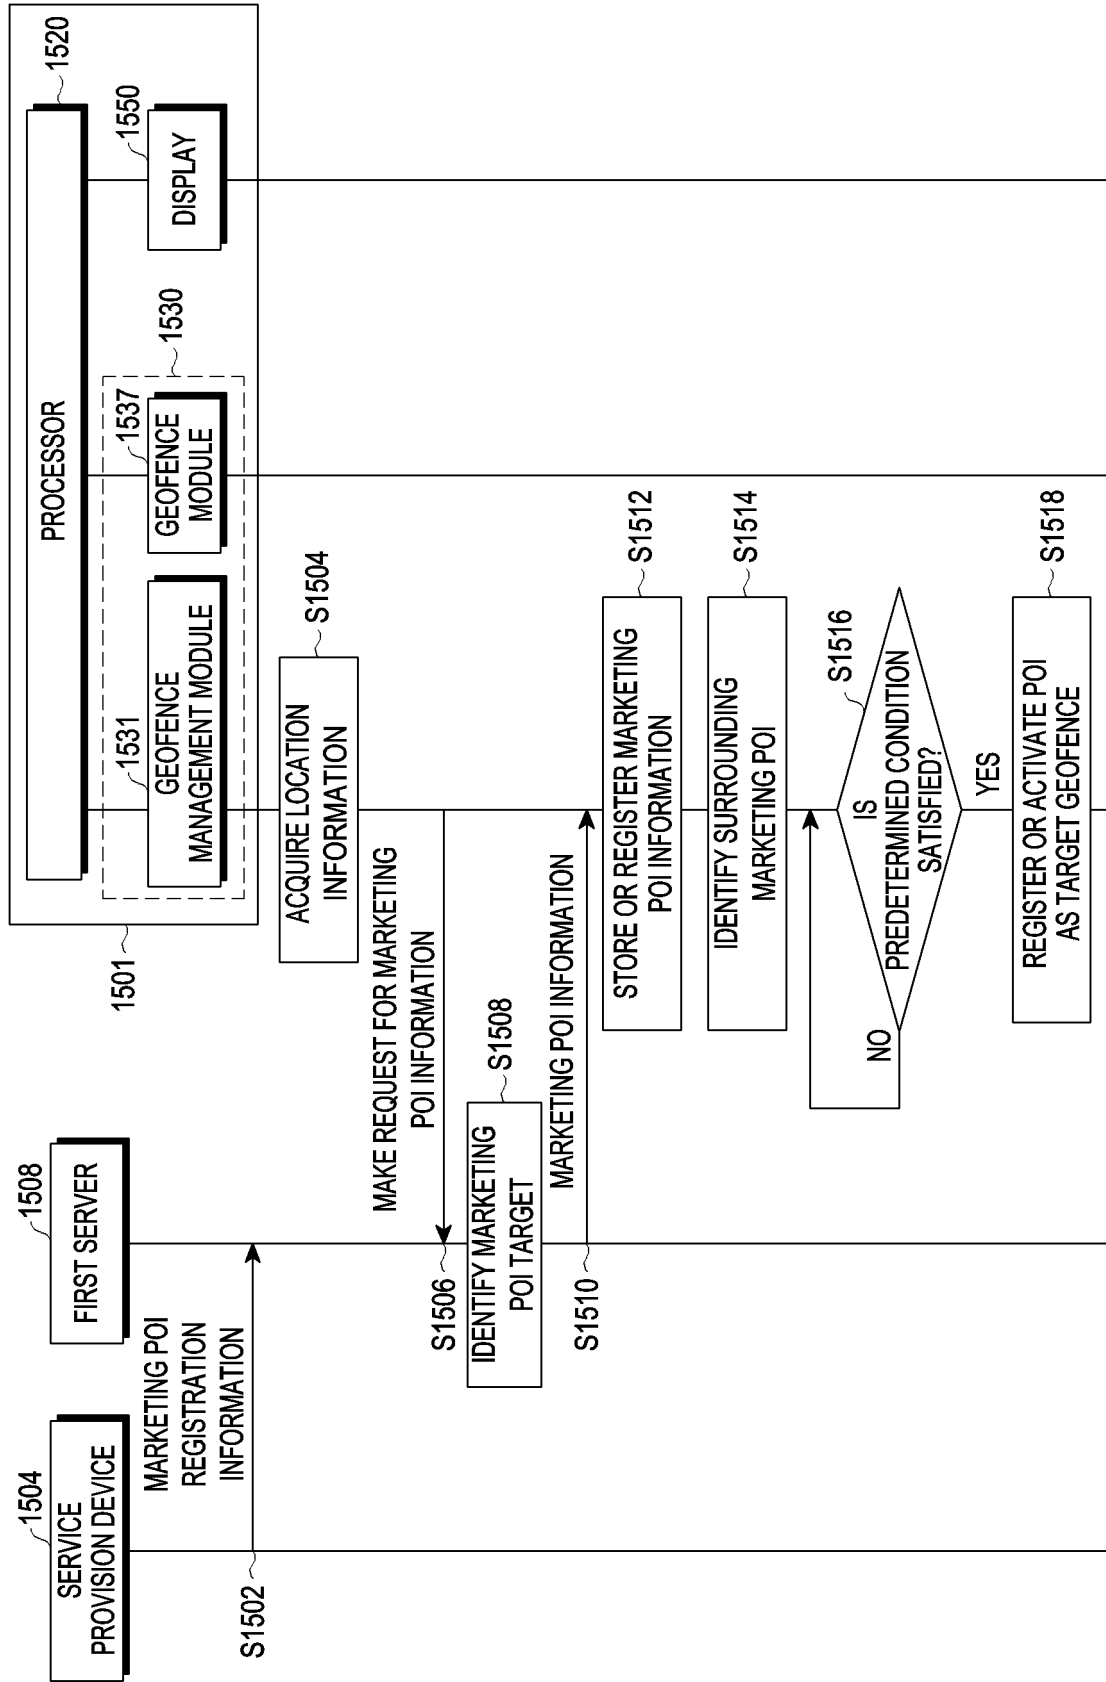 1504
SERVICE
PROVISION DEVICE
1508
FIRST SERVER
1501
PROCESSOR
1520
1531
GEOFENCE
MANAGEMENT MODULE
1537
GEOFENCE
MODULE
1530
1550
DISPLAY
MARKETING POI
REGISTRATION
INFORMATION
S1502
ACQUIRE LOCATION
INFORMATION
S1504
MAKE REQUEST FOR MARKETING
POI INFORMATION
S1506
IDENTIFY MARKETING
POI TARGET
S1508
MARKETING POI INFORMATION
S1510
STORE OR REGISTER MARKETING
POI INFORMATION
S1512
IDENTIFY SURROUNDING
MARKETING POI
S1514
IS
PREDETERMINED CONDITION
SATISFIED?
S1516
NO
YES
REGISTER OR ACTIVATE POI
AS TARGET GEOFENCE
S1518